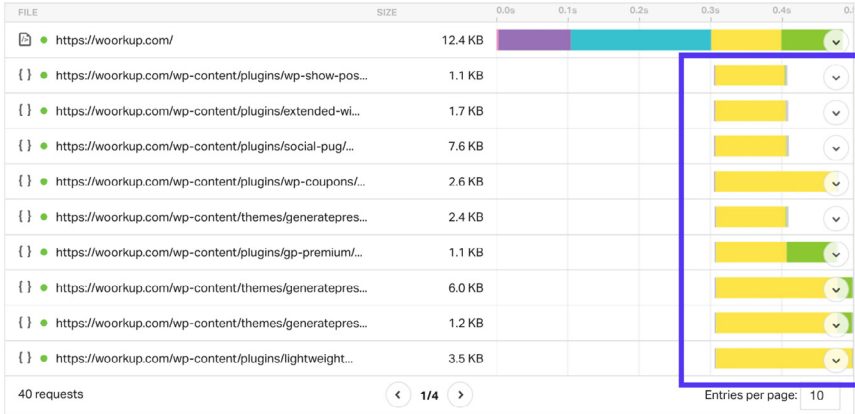 FILE SIZE 0.0s 0.1s 0.2s 0.3s 0.4s
https://woorkup.com/ 12.4 KB
{ } https://woorkup.com/wp-content/plugins/wp-show-pos... 1.1 KB
{ } https://woorkup.com/wp-content/plugins/extended-wi... 1.7 KB
{ } https://woorkup.com/wp-content/plugins/social-pug/... 7.6 KB
{ } https://woorkup.com/wp-content/plugins/wp-coupons/... 2.6 KB
{ } https://woorkup.com/wp-content/themes/generatepres... 2.4 KB
{ } https://woorkup.com/wp-content/plugins/gp-premium/... 1.1 KB
{ } https://woorkup.com/wp-content/themes/generatepres... 6.0 KB
{ } https://woorkup.com/wp-content/themes/generatepres... 1.2 KB
{ } https://woorkup.com/wp-content/plugins/lightweight... 3.5 KB
40 requests 1/4 Entries per page: 10